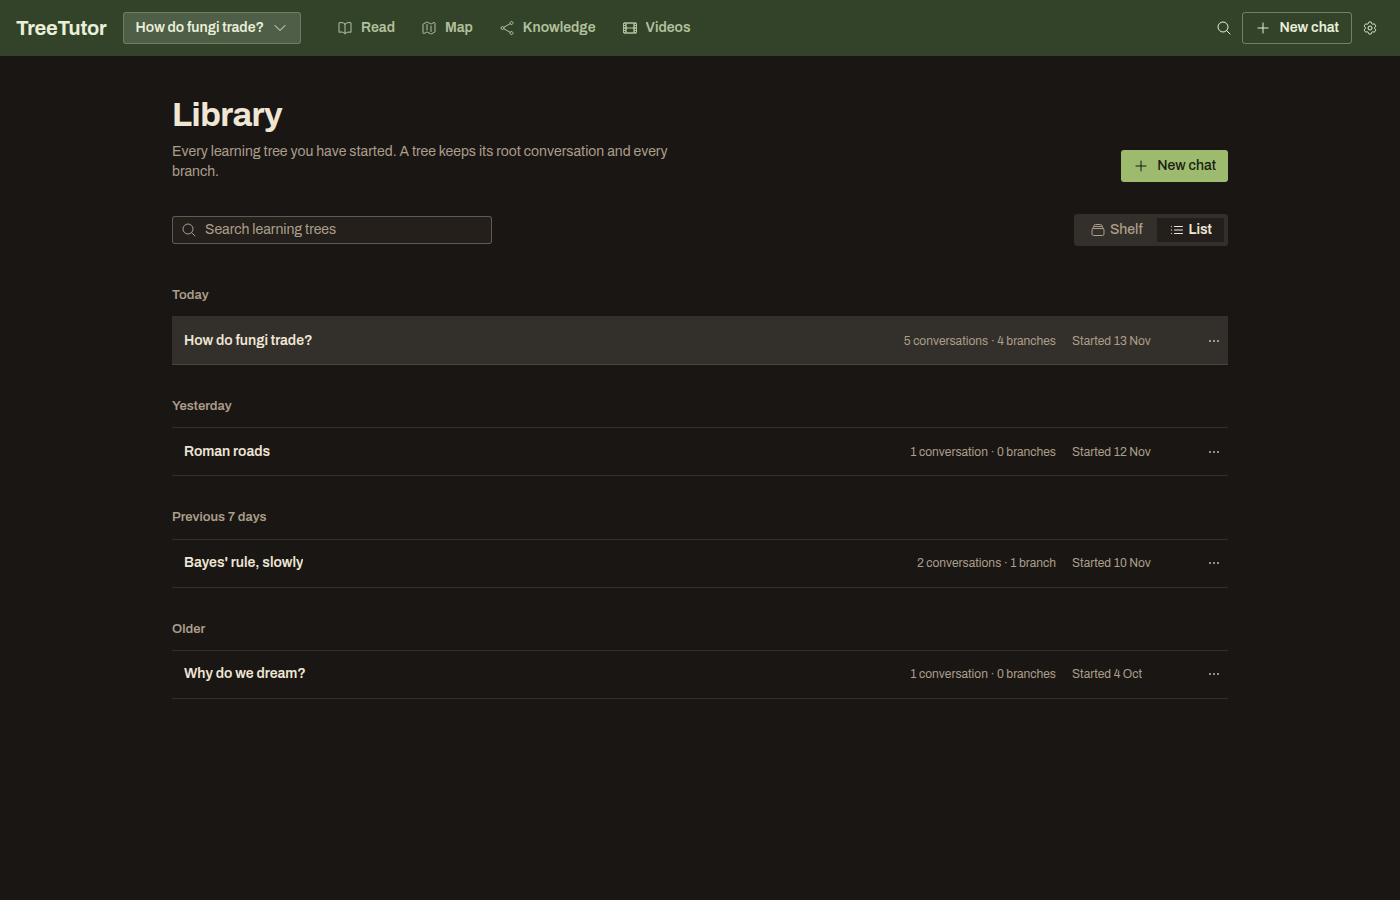 TreeTutor
How do fungi trade?
Read
Map
Knowledge
Videos
New chat
Library
Every learning tree you have started. A tree keeps its root conversation and every
branch.
New chat
Search learning trees
Shelf
List
Today
How do fungi trade?
5 conversations · 4 branches
Started 13 Nov
Yesterday
Roman roads
1 conversation · 0 branches
Started 12 Nov
Previous 7 days
Bayes' rule, slowly
2 conversations · 1 branch
Started 10 Nov
Older
Why do we dream?
1 conversation · 0 branches
Started 4 Oct